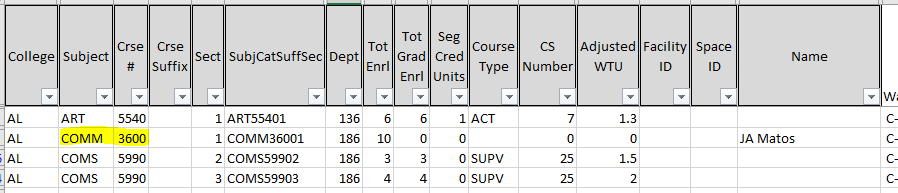 College Subject Crse # Crse Suffix Sect SubjCatSuffSec Dept Tot Enrl Tot Grad Enrl Seg Cred Units Course Type CS Number Adjusted WTU Facility ID Space ID Name
AL ART 5540 1 ART55401 136 6 6 1 ACT 7 1.3 C-
AL COMM 3600 1 COMM36001 186 10 0 0 0 0 JA Matos C-
AL COMS 5990 2 COMS59902 186 3 3 0 SUPV 25 1.5 C-
AL COMS 5990 3 COMS59903 186 4 4 0 SUPV 25 2 C-